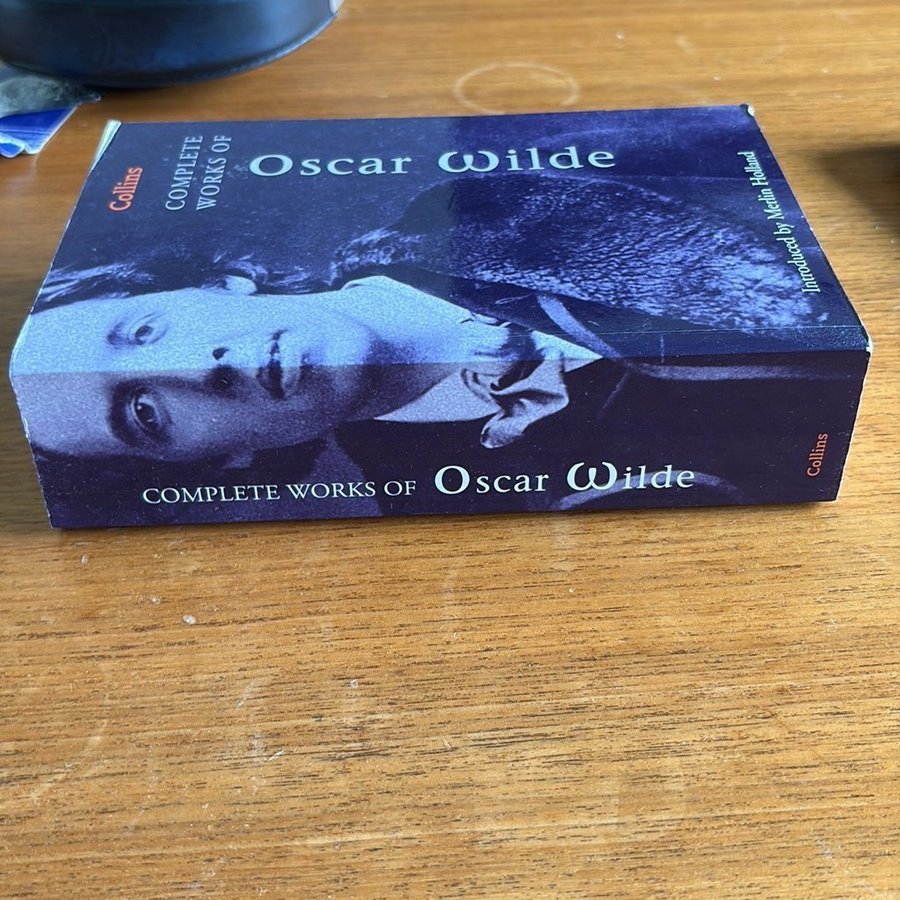 Collins
COMPLETE
WORKS OF
Oscar Wilde
Introduced by Merlin Holland
COMPLETE WORKS OF Oscar Wilde
Collins